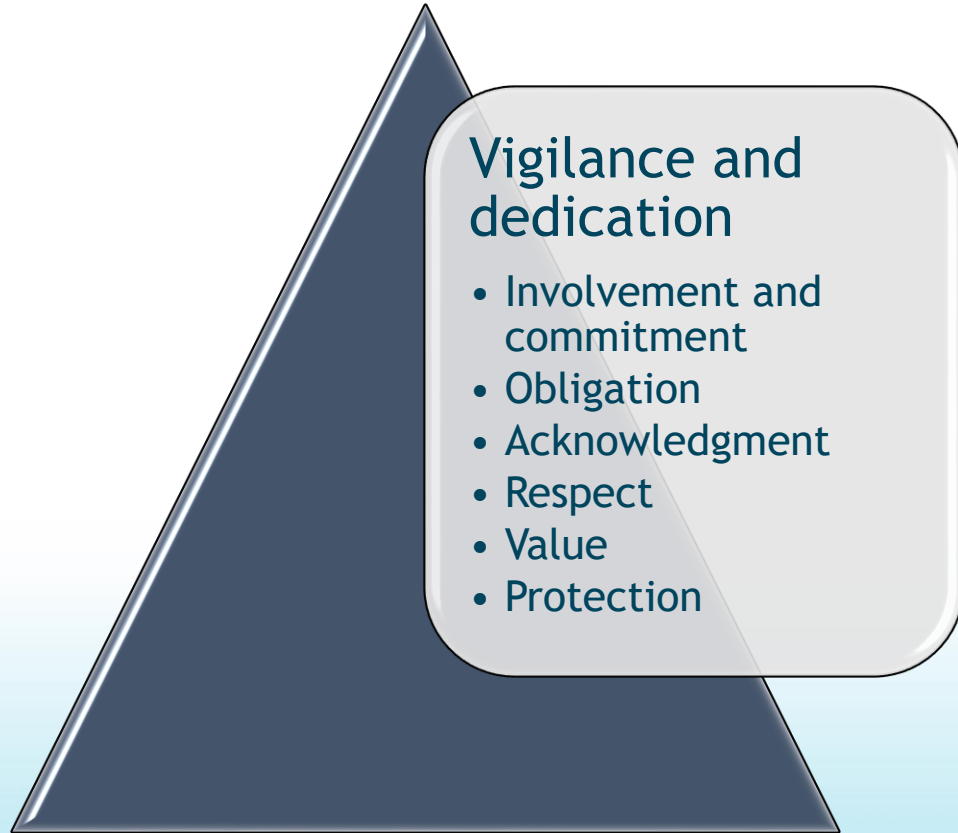 Vigilance and
dedication
• Involvement and
commitment
• Obligation
• Acknowledgment
• Respect
• Value
• Protection